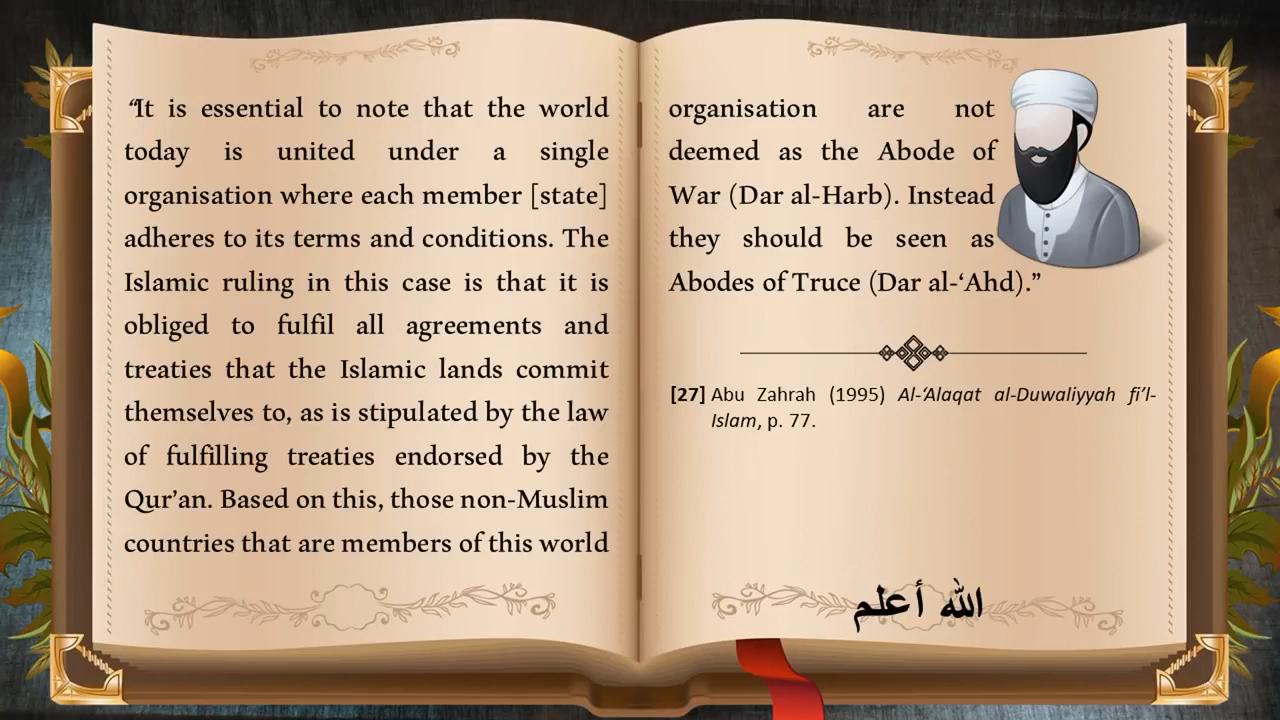 “It is essential to note that the world
today is united under a single
organisation where each member [state]
adheres to its terms and conditions. The
Islamic ruling in this case is that it is
obliged to fulfil all agreements and
treaties that the Islamic lands commit
themselves to, as is stipulated by the law
of fulfilling treaties endorsed by the
Qur’an. Based on this, those non-Muslim
countries that are members of this world
organisation are not
deemed as the Abode of
War (Dar al-Harb). Instead
they should be seen as
Abodes of Truce (Dar al-‘Ahd).”
[27] Abu Zahrah (1995) Al-‘Alaqat al-Duwaliyyah fi’l-
Islam, p. 77.
الله أعلم